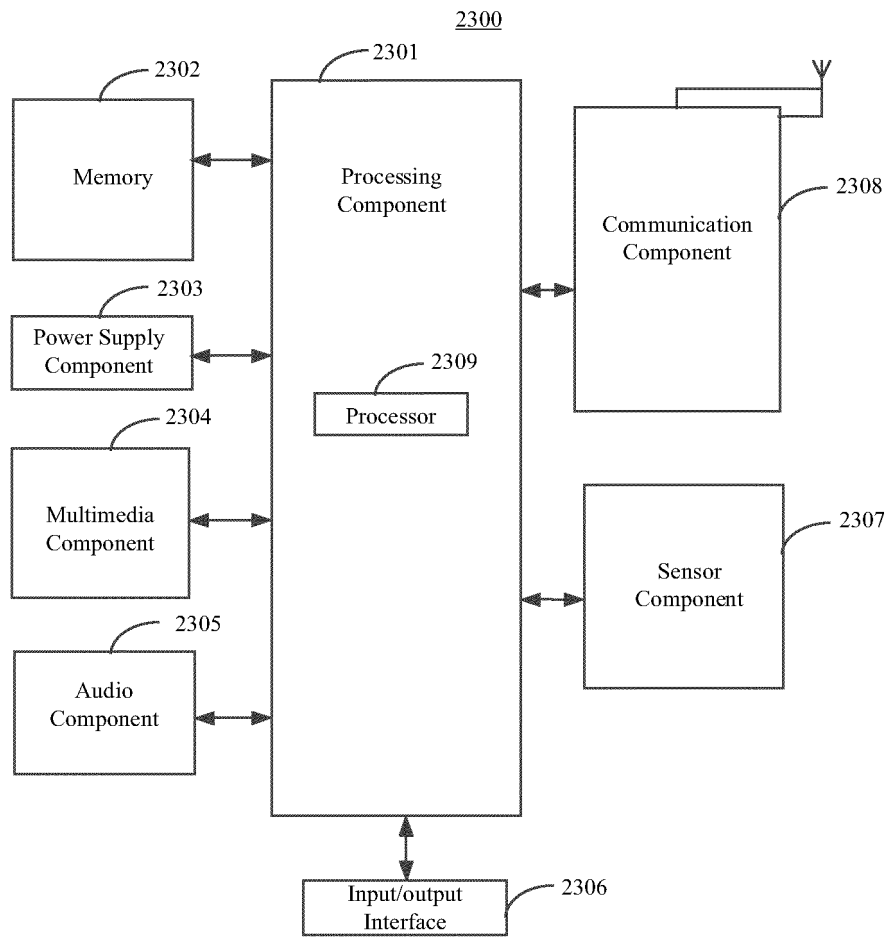 2300
2301
2302
Memory
Processing
Component
2308
Communication
Component
2303
Power Supply
Component
2309
Processor
2304
Multimedia
Component
2307
Sensor
Component
2305
Audio
Component
2306
Input/output
Interface